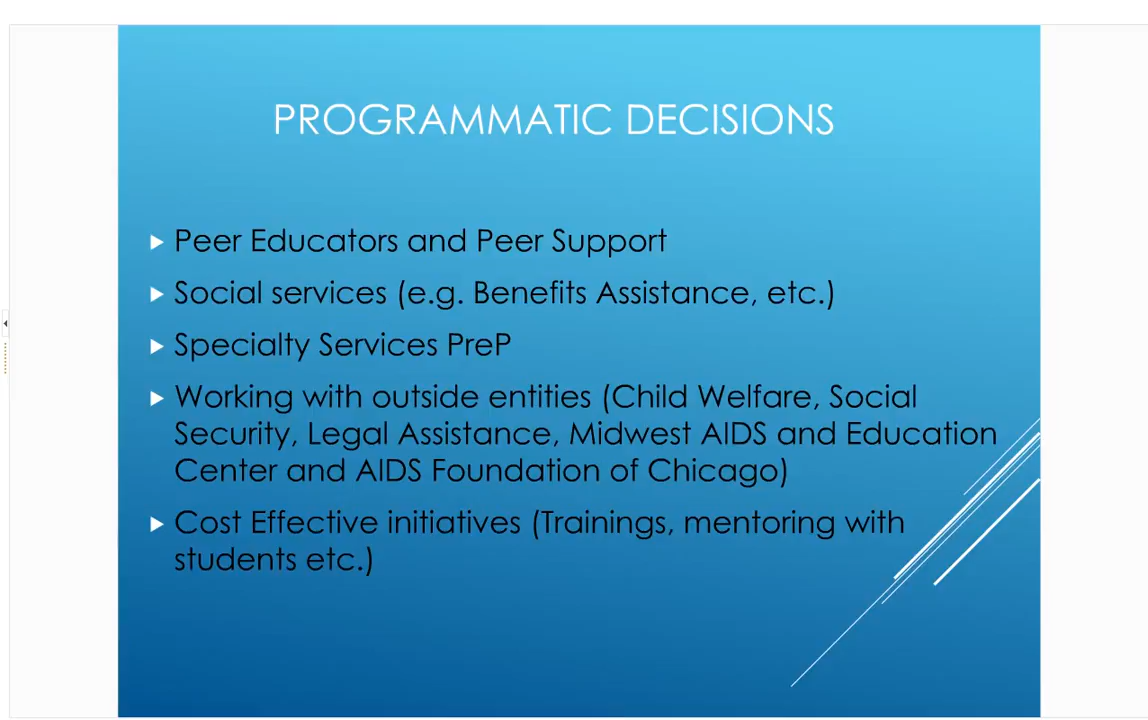 PROGRAMMATIC DECISIONS
Peer Educators and Peer Support
Social services (e.g. Benefits Assistance, etc.)
Specialty Services PreP
Working with outside entities (Child Welfare, Social
Security, Legal Assistance, Midwest AIDS and Education
Center and AIDS Foundation of Chicago)
Cost Effective initiatives (Trainings, mentoring with
students etc.)